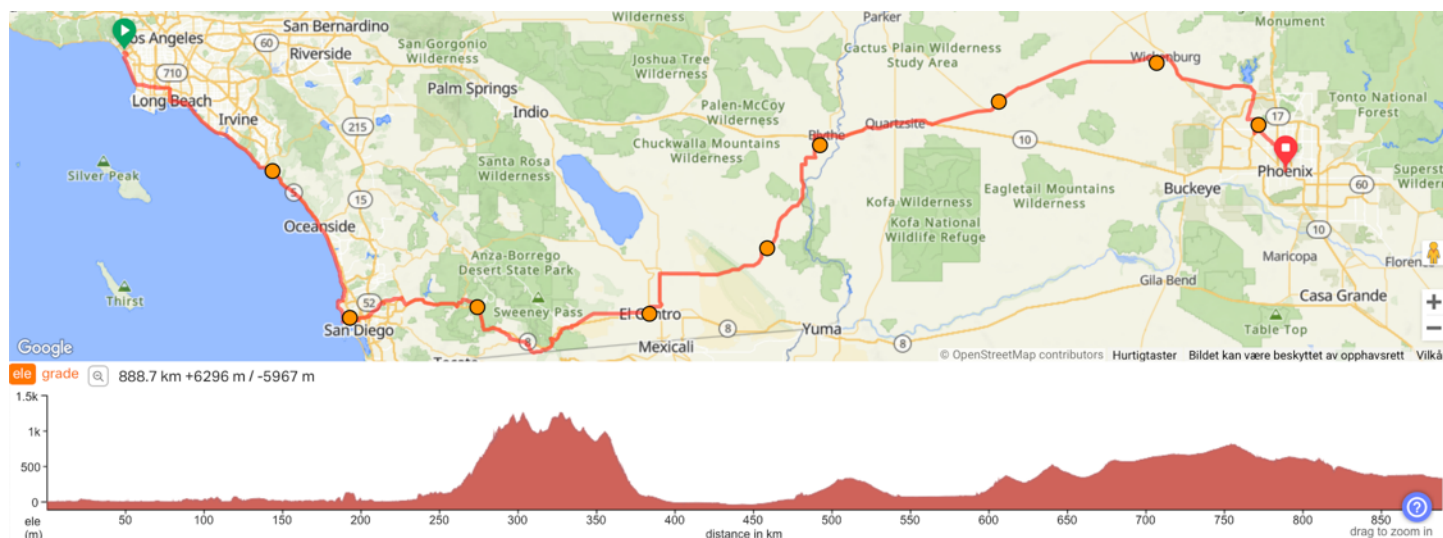 San Bernardino
Wilderness
Parker
Monument
Los Angeles
60
Riverside
San Gorgonio
Wilderness
Joshua Tree
Wilderness
Cactus Plain Wilderness
Study Area
Wickenburg
710
Long Beach
Palm Springs
Palen-McCoy
Wilderness
17
Tonto National
Forest
Irvine
215
Indio
Blythe
Quartzsite
10
Chuckwalla Mountains
Wilderness
Silver Peak
Santa Rosa
Wilderness
Phoenix
60
5
15
Kofa Wilderness
Eagletail Mountains
Wilderness
Buckeye
Oceanside
Kofa National
Wildlife Refuge
10
Anza-Borrego
Desert State Park
Maricopa
Thirst
Gila Bend
Casa Grande
52
San Diego
Sweeney Pass
El Centro
8
Mexicali
8
Yuma
8
Table Top
Google
© OpenStreetMap contributors Hurtigtaster Bildet kan være beskyttet av opphavsrett Vilkå
ele grade 888.7 km +6296 m / -5967 m
1.5k
1k
500
0
50 100 150 200 250 300 350 400 450 500 550 600 650 700 750 800 850
ele
(m)
distance in km
drag to zoom in